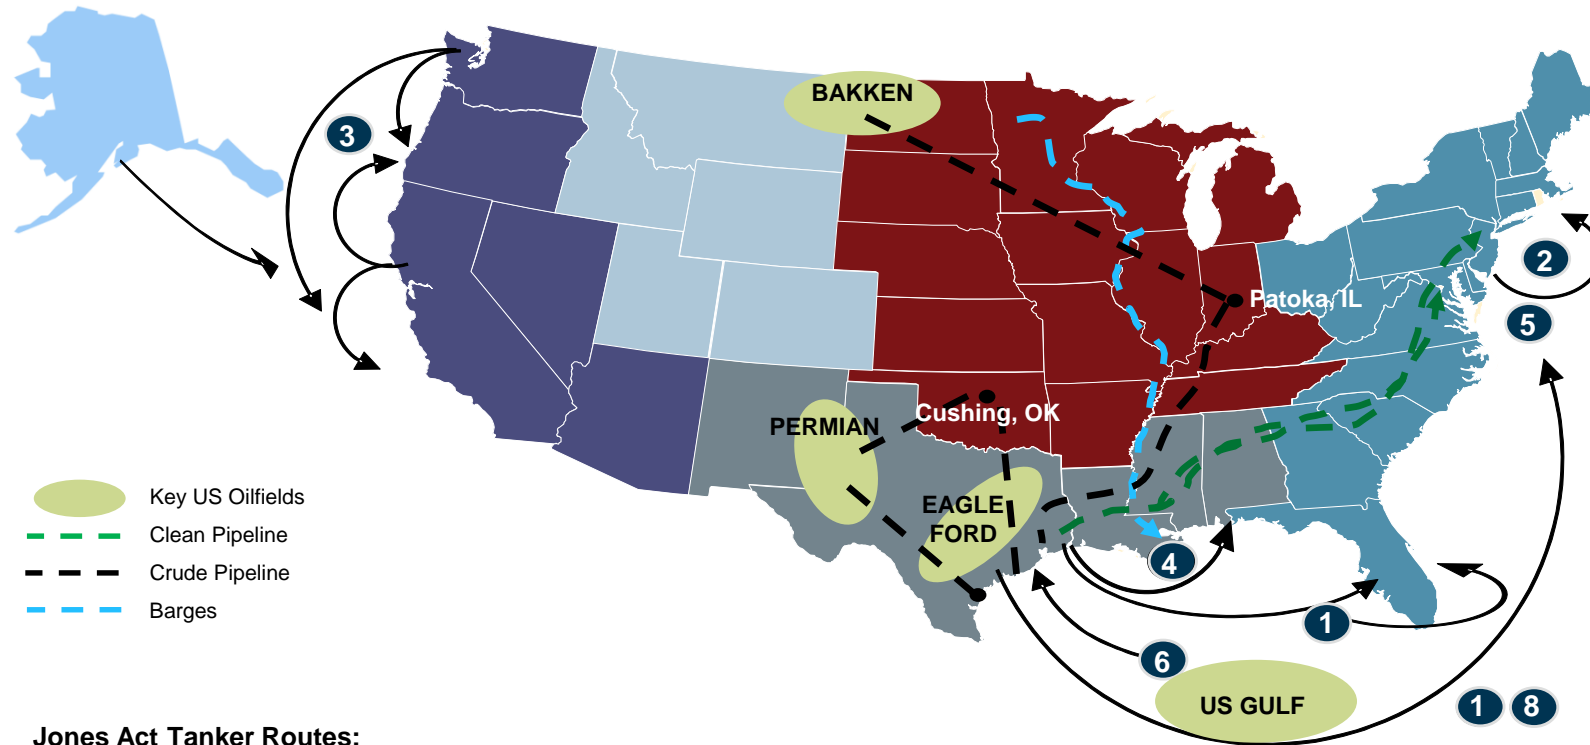 BAKKEN
3
2
Patoka, IL
5
Cushing, OK
PERMIAN
EAGLE
FORD
Key US Oilfields
Clean Pipeline
Crude Pipeline
Barges
4
1
6
US GULF
1 8
Jones Act Tanker Routes: